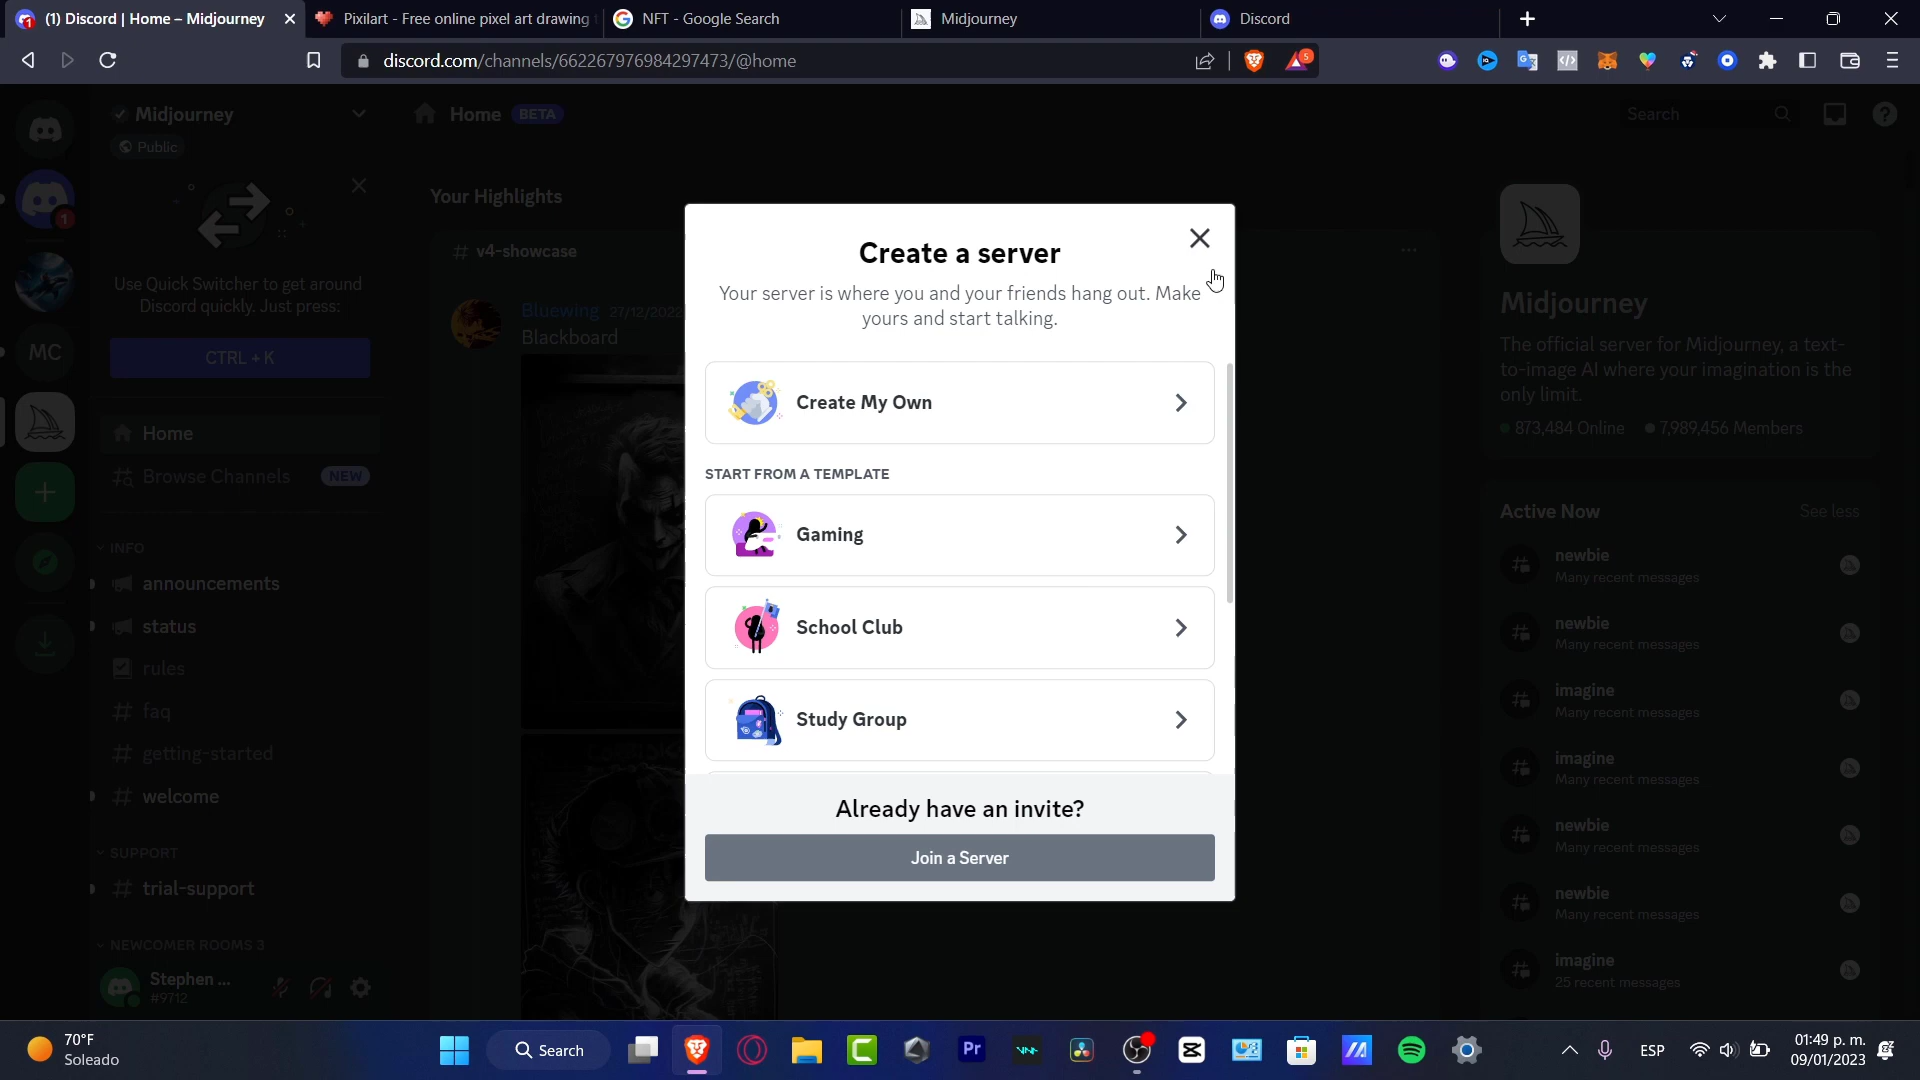 (1) Discord | Home – Midjourney
Pixilart - Free online pixel art drawing
NFT - Google Search
Midjourney
Discord
discord.com/channels/662267976984297473/@home
5
Midjourney
Public
Home BETA
Search
1
Use Quick Switcher to get around
Discord quickly. Just press:
CTRL + K
MC
Home
Browse Channels NEW
INFO
announcements
status
rules
faq
getting-started
welcome
SUPPORT
trial-support
NEWCOMER ROOMS 3
Stephen ...
#9712
Your Highlights
v4-showcase
Bluewing 27/12/2022
Blackboard
Create a server
Your server is where you and your friends hang out. Make
yours and start talking.
Create My Own
START FROM A TEMPLATE
Gaming
School Club
Study Group
Already have an invite?
Join a Server
Midjourney
The official server for Midjourney, a text-
to-image AI where your imagination is the
only limit.
873,484 Online 7,989,456 Members
Active Now See less
newbie
Many recent messages
newbie
Many recent messages
imagine
Many recent messages
imagine
Many recent messages
newbie
Many recent messages
newbie
Many recent messages
imagine
25 recent messages
70°F
Soleado
Search
Pr
ESP
01:49 p. m.
09/01/2023